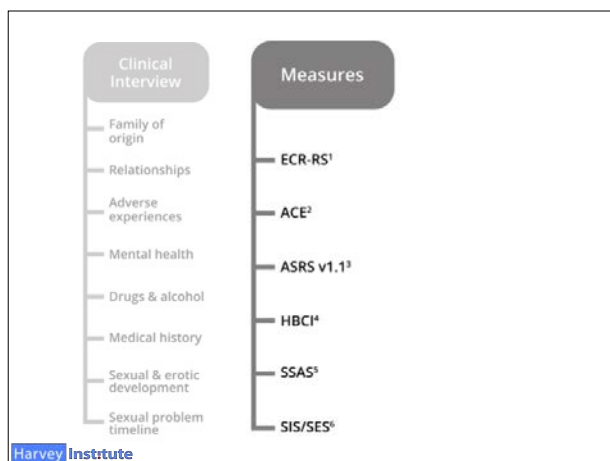 Clinical
Interview
Family of
origin
Relationships
Adverse
experiences
Mental health
Drugs & alcohol
Medical history
Sexual & erotic
development
Sexual problem
timeline
Measures
ECR-RS¹
ACE²
ASRS v1.1³
HBCI⁴
SSAS⁵
SIS/SES⁶
Harvey Institute